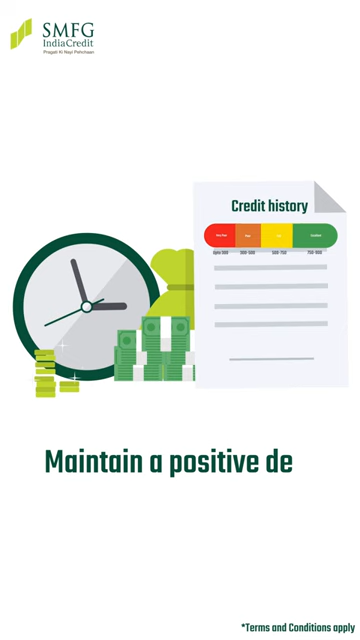 SMFG
IndiaCredit
Pragati Ki Nayi Pehchaan
Credit history
Maintain a positive de
*Terms and Conditions apply